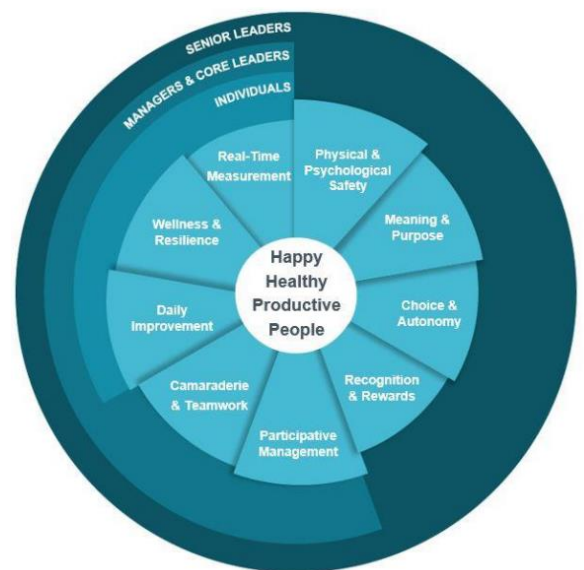 SENIOR LEADERS
MANAGERS & CORE LEADERS
INDIVIDUALS
Real-Time
Measurement
Physical &
Psychological
Safety
Meaning &
Purpose
Choice &
Autonomy
Recognition
& Rewards
Participative
Management
Camaraderie
& Teamwork
Daily
Improvement
Wellness &
Resilience
Happy
Healthy
Productive
People